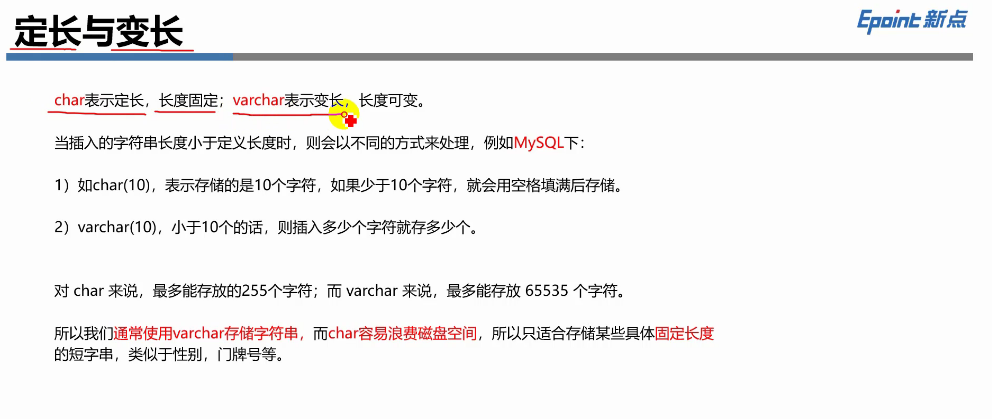 定长与变长
Epoint 新点
char表示定长，长度固定；varchar表示变长，长度可变。
当插入的字符串长度小于定义长度时，则会以不同的方式来处理，例如MySQL下：
1）如char(10)，表示存储的是10个字符，如果少于10个字符，就会用空格填满后存储。
2）varchar(10)，小于10个的话，则插入多少个字符就存多少个。
对 char 来说，最多能存放的255个字符；而 varchar 来说，最多能存放 65535 个字符。
所以我们通常使用varchar存储字符串，而char容易浪费磁盘空间，所以只适合存储某些具体固定长度
的短字串，类似于性别，门牌号等。